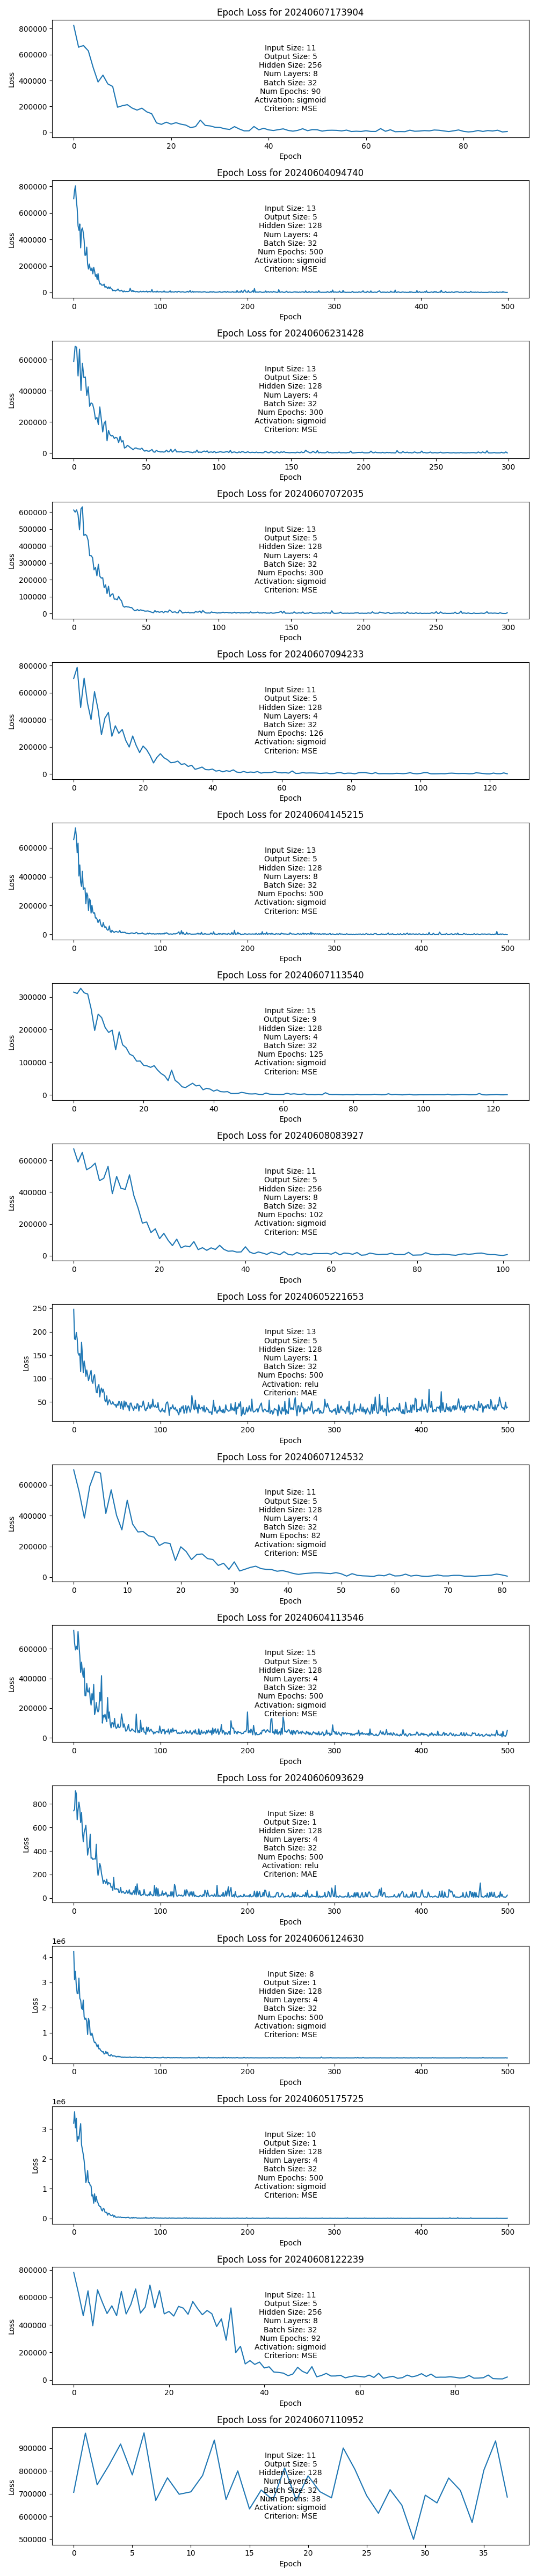 Epoch Loss for 20240607173904
800000
600000
400000
200000
0
Loss
Input Size: 11
Output Size: 5
Hidden Size: 256
Num Layers: 8
Batch Size: 32
Num Epochs: 90
Activation: sigmoid
Criterion: MSE
0 20 40 60 80
Epoch
Epoch Loss for 20240604094740
800000
600000
400000
200000
0
Loss
Input Size: 13
Output Size: 5
Hidden Size: 128
Num Layers: 4
Batch Size: 32
Num Epochs: 500
Activation: sigmoid
Criterion: MSE
0 100 200 300 400 500
Epoch
Epoch Loss for 20240606231428
600000
400000
200000
0
Loss
Input Size: 13
Output Size: 5
Hidden Size: 128
Num Layers: 4
Batch Size: 32
Num Epochs: 300
Activation: sigmoid
Criterion: MSE
0 50 100 150 200 250 300
Epoch
Epoch Loss for 20240607072035
600000
500000
400000
300000
200000
100000
0
Loss
Input Size: 13
Output Size: 5
Hidden Size: 128
Num Layers: 4
Batch Size: 32
Num Epochs: 300
Activation: sigmoid
Criterion: MSE
0 50 100 150 200 250 300
Epoch
Epoch Loss for 20240607094233
800000
600000
400000
200000
0
Loss
Input Size: 11
Output Size: 5
Hidden Size: 128
Num Layers: 4
Batch Size: 32
Num Epochs: 126
Activation: sigmoid
Criterion: MSE
0 20 40 60 80 100 120
Epoch
Epoch Loss for 20240604145215
600000
400000
200000
0
Loss
Input Size: 13
Output Size: 5
Hidden Size: 128
Num Layers: 8
Batch Size: 32
Num Epochs: 500
Activation: sigmoid
Criterion: MSE
0 100 200 300 400 500
Epoch
Epoch Loss for 20240607113540
300000
200000
100000
0
Loss
Input Size: 15
Output Size: 9
Hidden Size: 128
Num Layers: 4
Batch Size: 32
Num Epochs: 125
Activation: sigmoid
Criterion: MSE
0 20 40 60 80 100 120
Epoch
Epoch Loss for 20240608083927
600000
400000
200000
0
Loss
Input Size: 11
Output Size: 5
Hidden Size: 256
Num Layers: 8
Batch Size: 32
Num Epochs: 102
Activation: sigmoid
Criterion: MSE
0 20 40 60 80 100
Epoch
Epoch Loss for 20240605221653
250
200
150
100
50
Loss
Input Size: 13
Output Size: 5
Hidden Size: 128
Num Layers: 1
Batch Size: 32
Num Epochs: 500
Activation: relu
Criterion: MAE
0 100 200 300 400 500
Epoch
Epoch Loss for 20240607124532
600000
400000
200000
0
Loss
Input Size: 11
Output Size: 5
Hidden Size: 128
Num Layers: 4
Batch Size: 32
Num Epochs: 82
Activation: sigmoid
Criterion: MSE
0 10 20 30 40 50 60 70 80
Epoch
Epoch Loss for 20240604113546
600000
400000
200000
0
Loss
Input Size: 15
Output Size: 5
Hidden Size: 128
Num Layers: 4
Batch Size: 32
Num Epochs: 500
Activation: sigmoid
Criterion: MSE
0 100 200 300 400 500
Epoch
Epoch Loss for 20240606093629
800
600
400
200
0
Loss
Input Size: 8
Output Size: 1
Hidden Size: 128
Num Layers: 4
Batch Size: 32
Num Epochs: 500
Activation: relu
Criterion: MAE
0 100 200 300 400 500
Epoch
Epoch Loss for 20240606124630
1e6
4
3
2
1
0
Loss
Input Size: 8
Output Size: 1
Hidden Size: 128
Num Layers: 4
Batch Size: 32
Num Epochs: 500
Activation: sigmoid
Criterion: MSE
0 100 200 300 400 500
Epoch
Epoch Loss for 20240605175725
1e6
3
2
1
0
Loss
Input Size: 10
Output Size: 1
Hidden Size: 128
Num Layers: 4
Batch Size: 32
Num Epochs: 500
Activation: sigmoid
Criterion: MSE
0 100 200 300 400 500
Epoch
Epoch Loss for 20240608122239
800000
600000
400000
200000
0
Loss
Input Size: 11
Output Size: 5
Hidden Size: 256
Num Layers: 8
Batch Size: 32
Num Epochs: 92
Activation: sigmoid
Criterion: MSE
0 20 40 60 80
Epoch
Epoch Loss for 20240607110952
900000
800000
700000
600000
500000
Loss
Input Size: 11
Output Size: 5
Hidden Size: 128
Num Layers: 4
Batch Size: 32
Num Epochs: 38
Activation: sigmoid
Criterion: MSE
0 5 10 15 20 25 30 35
Epoch